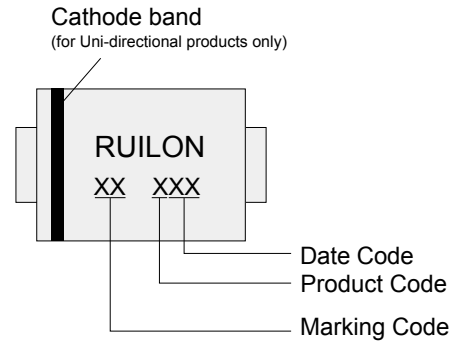 Cathode band
(for Uni-directional products only)
RUILON
XX XXX
Date Code
Product Code
Marking Code